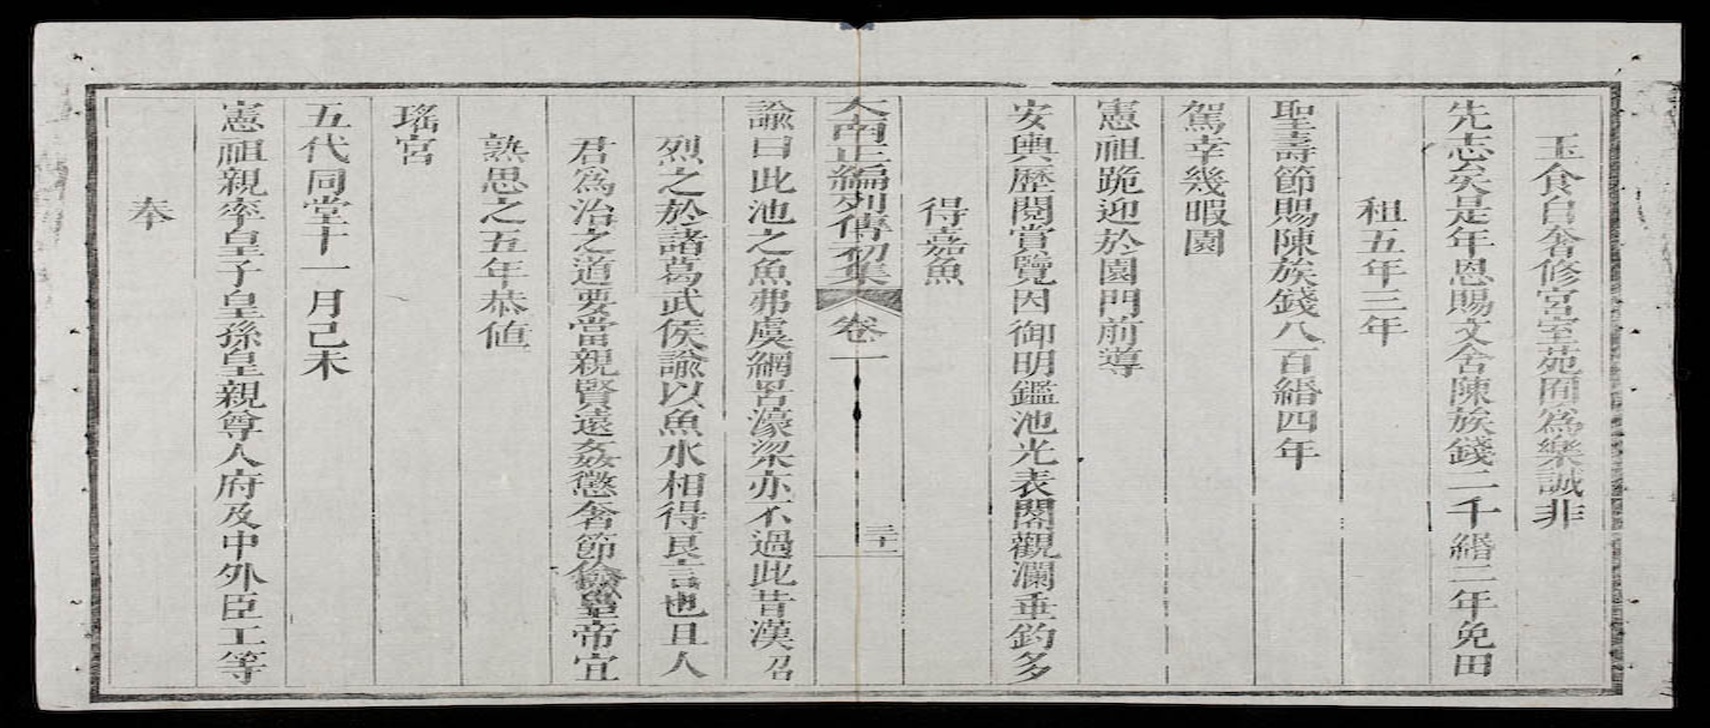 玉食自奢修宮室苑囿為樂誠非
先志矣是年恩賜文舍陳族錢一千緡二年免田
租五年三年
聖壽節賜陳族錢八百緡四年
駕幸幾暇園
憲祖跪迎於園門前導
安輿歷閱賞覽因御明鑑池光表閣觀瀾垂釣多
得嘉魚
大南正編列傳初集 卷一 三十一
諭曰此池之魚弗虞網罟濠梁亦不過此昔漢召
烈之於諸葛武侯諭以魚水相得良言也且人
君為治之道要當親賢遠姦懲奢節儉皇帝宜
熟思之五年恭值
瑤宮
五代同堂十一月己未
憲祖親率皇子皇孫皇親尊人府及中外臣工等
奉